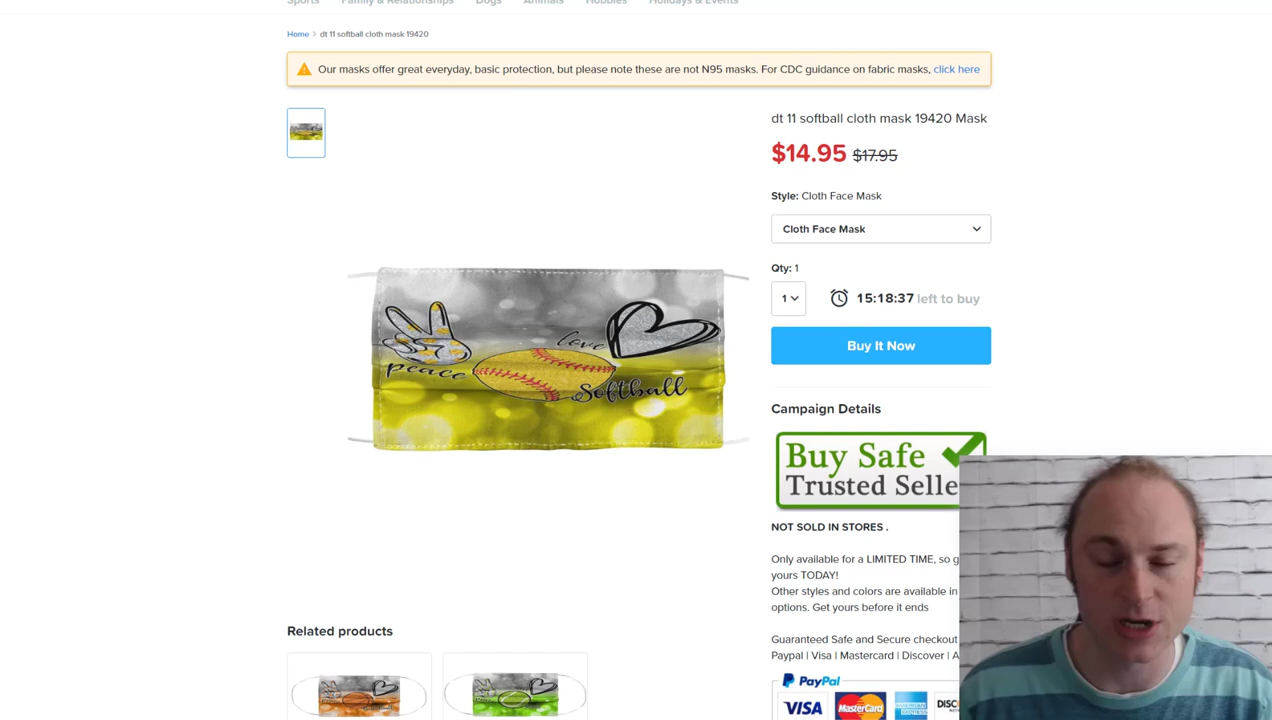 Sports Family & Relationships Dogs Animals Hobbies Holidays & Events
Home > dt 11 softball cloth mask 19420
Our masks offer great everyday, basic protection, but please note these are not N95 masks. For CDC guidance on fabric masks, click here
dt 11 softball cloth mask 19420 Mask
$14.95 $17.95
Style: Cloth Face Mask
Cloth Face Mask
Qty: 1
1 15:18:37 left to buy
Buy It Now
peace love Softball
Campaign Details
Buy Safe
Trusted Selle
NOT SOLD IN STORES .
Only available for a LIMITED TIME, so g
yours TODAY!
Other styles and colors are available in
options. Get yours before it ends
Guaranteed Safe and Secure checkout
Paypal | Visa | Mastercard | Discover | A
PayPal
VISA MasterCard DISC
Related products